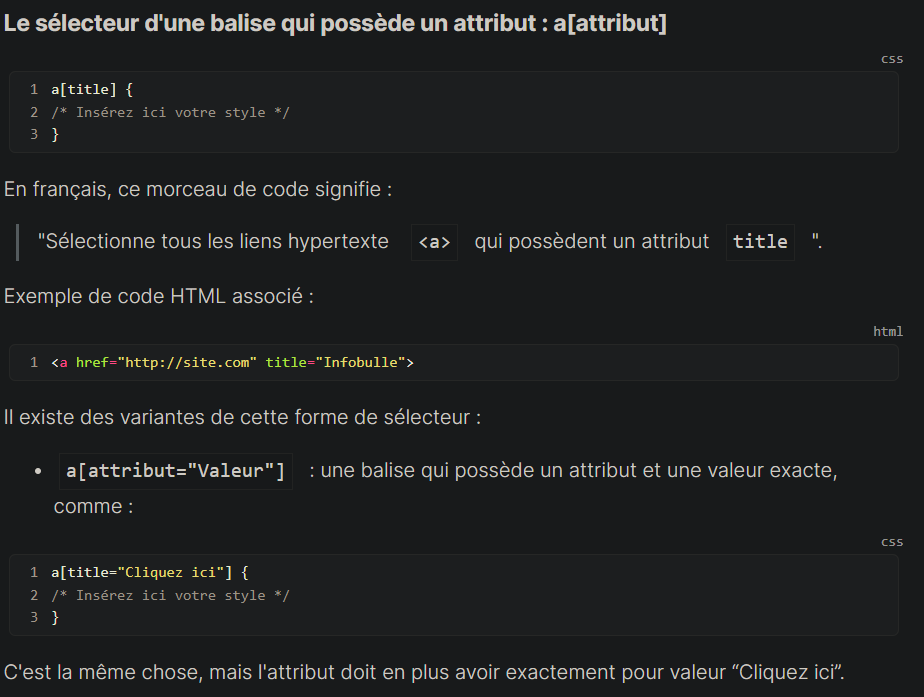 Le sélecteur d'une balise qui possède un attribut : a[attribut]
css
1 a[title] {
2 /* Insérez ici votre style */
3 }
En français, ce morceau de code signifie :
"Sélectionne tous les liens hypertexte <a> qui possèdent un attribut title ".
Exemple de code HTML associé :
html
1 <a href="http://site.com" title="Infobulle">
Il existe des variantes de cette forme de sélecteur :
• a[attribut="Valeur"] : une balise qui possède un attribut et une valeur exacte,
comme :
css
1 a[title="Cliquez ici"] {
2 /* Insérez ici votre style */
3 }
C'est la même chose, mais l'attribut doit en plus avoir exactement pour valeur “Cliquez ici”.